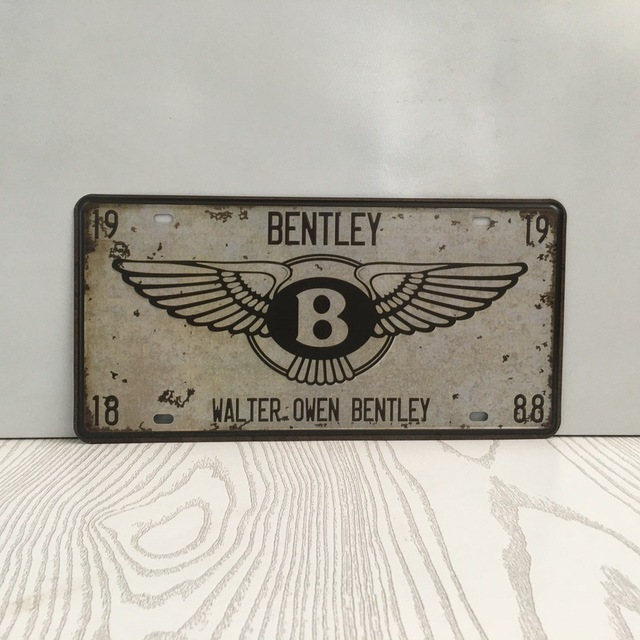 19 BENTLEY 19
B
18 WALTER OWEN BENTLEY 88